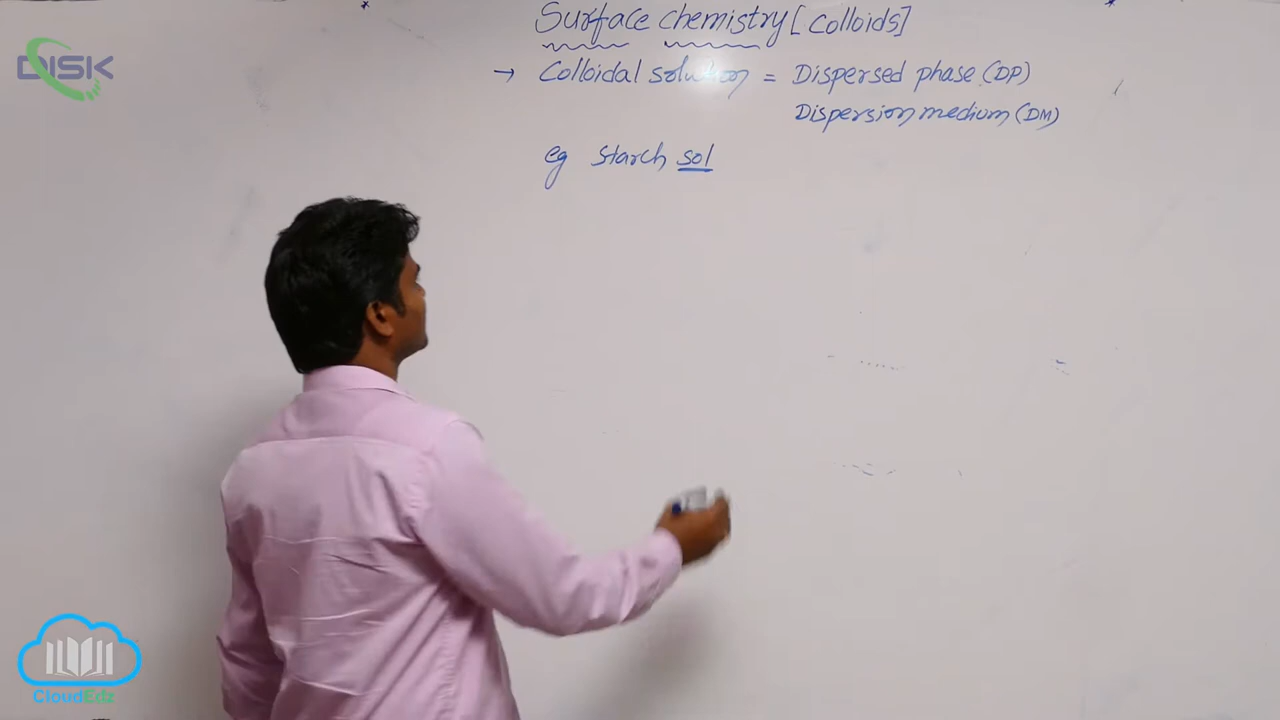 Surface chemistry [colloids]
→ Colloidal solution = Dispersed phase (DP)
Dispersion medium (DM)
eg starch sol
DISK
CloudEdz